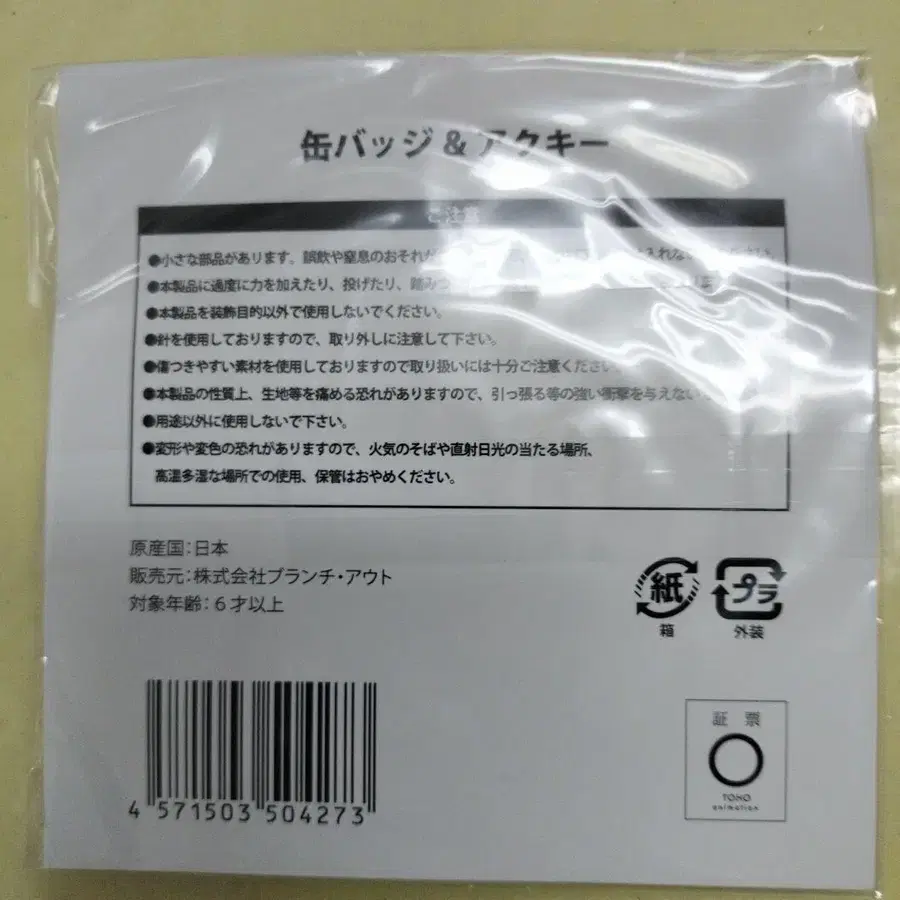 缶バッジ & アクキー
ご注意
●小さな部品があります。誤飲や窒息のおそれが
●本製品に過度に力を加えたり、投げたり、踏みつ
●本製品を装飾目的以外で使用しないでください。
●針を使用しておりますので、取り外しに注意して下さい。
●傷つきやすい素材を使用しておりますので取り扱いには十分ご注意ください。
●本製品の性質上、生地等を痛める恐れがありますので、引っ張る等の強い衝撃を与えない
●用途以外に使用しないで下さい。
●変形や変色の恐れがありますので、火気のそばや直射日光の当たる場所、
高温多湿な場所での使用、保管はおやめください。
原産国:日本
販売元:株式会社ブランチ・アウト
対象年齢:6才以上
紙 プラ
箱 外装
4 571503 504273
証票
TOHO
animation